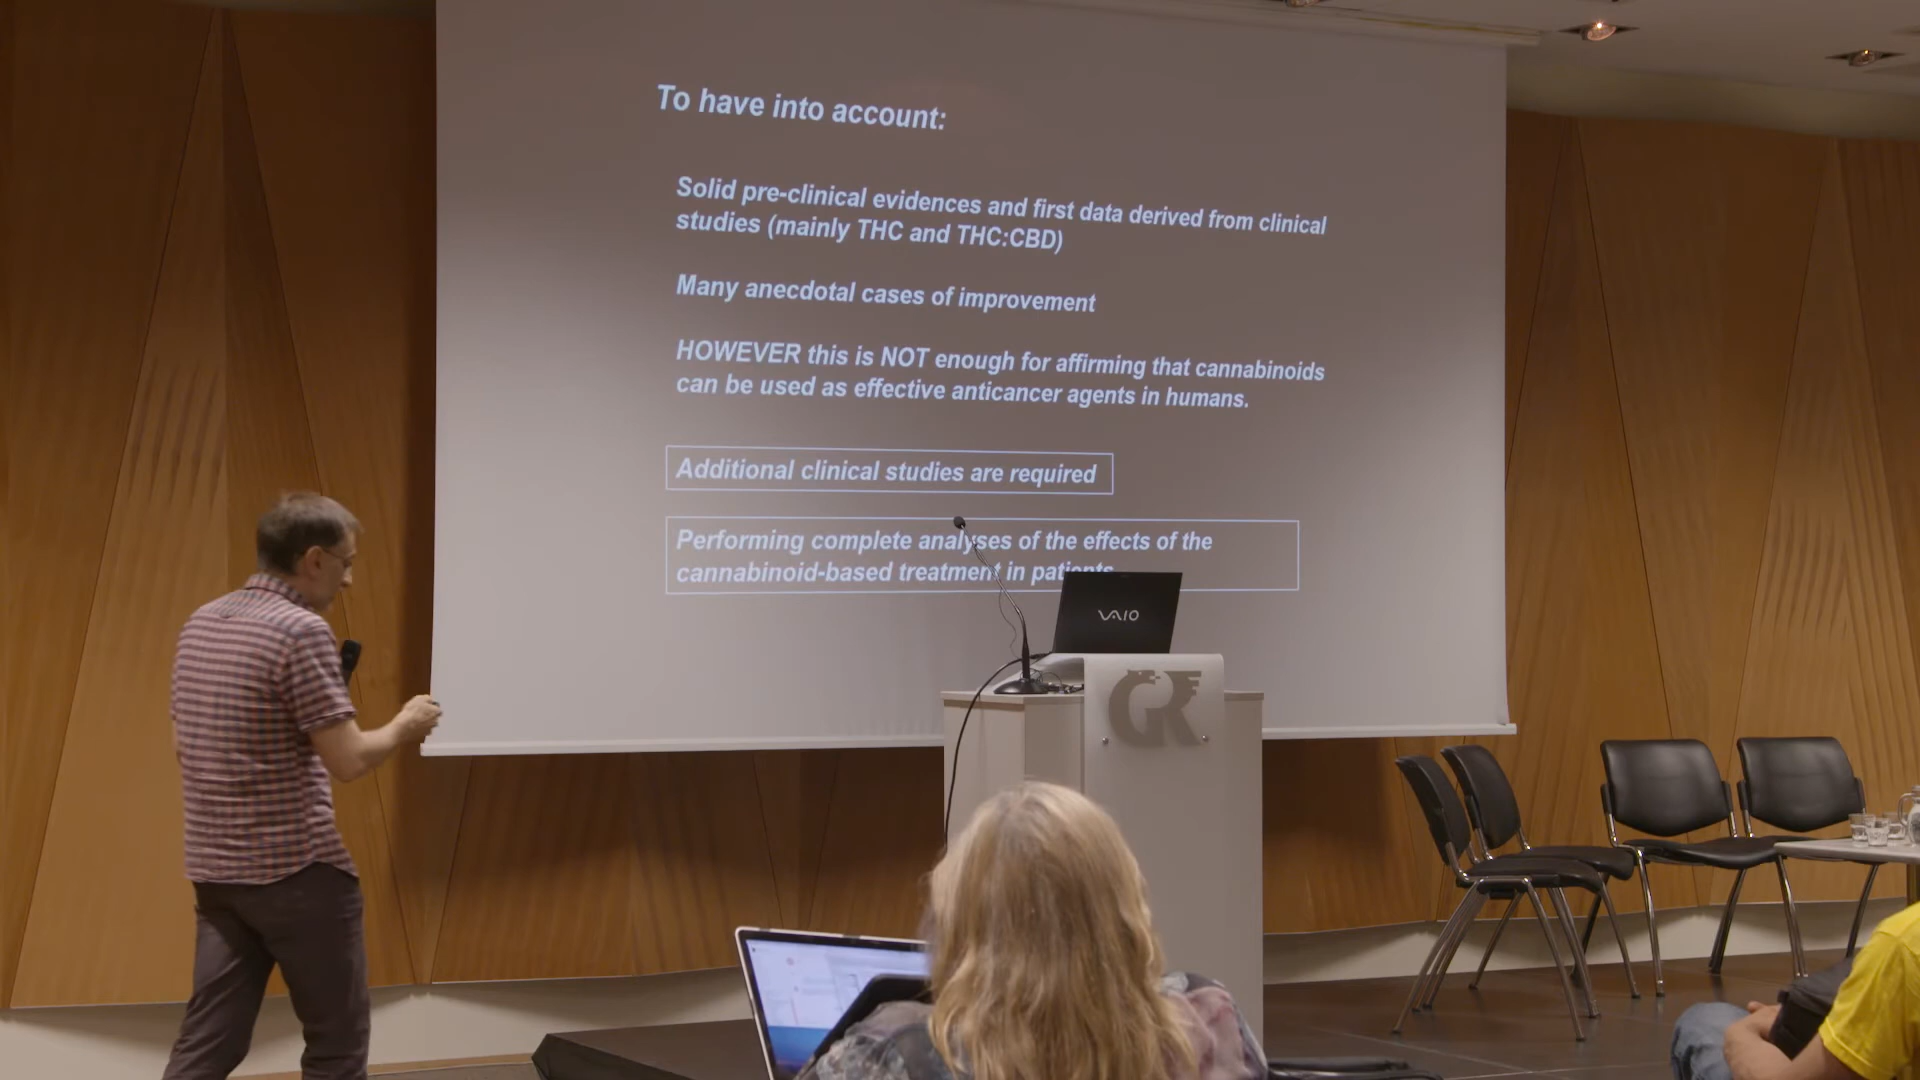 To have into account:
Solid pre-clinical evidences and first data derived from clinical
studies (mainly THC and THC:CBD)
Many anecdotal cases of improvement
HOWEVER this is NOT enough for affirming that cannabinoids
can be used as effective anticancer agents in humans.
Additional clinical studies are required
Performing complete analyses of the effects of the
cannabinoid-based treatment in patients
VAIO
GR